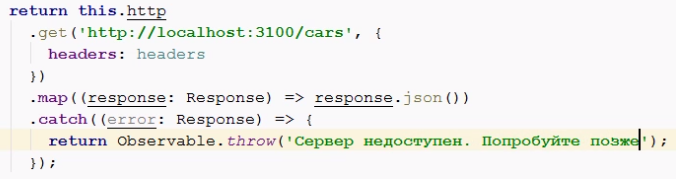 return this.http
.get('http://localhost:3100/cars', {
headers: headers
})
.map((response: Response) => response.json())
.catch((error: Response) => {
return Observable.throw('Сервер недоступен. Попробуйте позже');
});